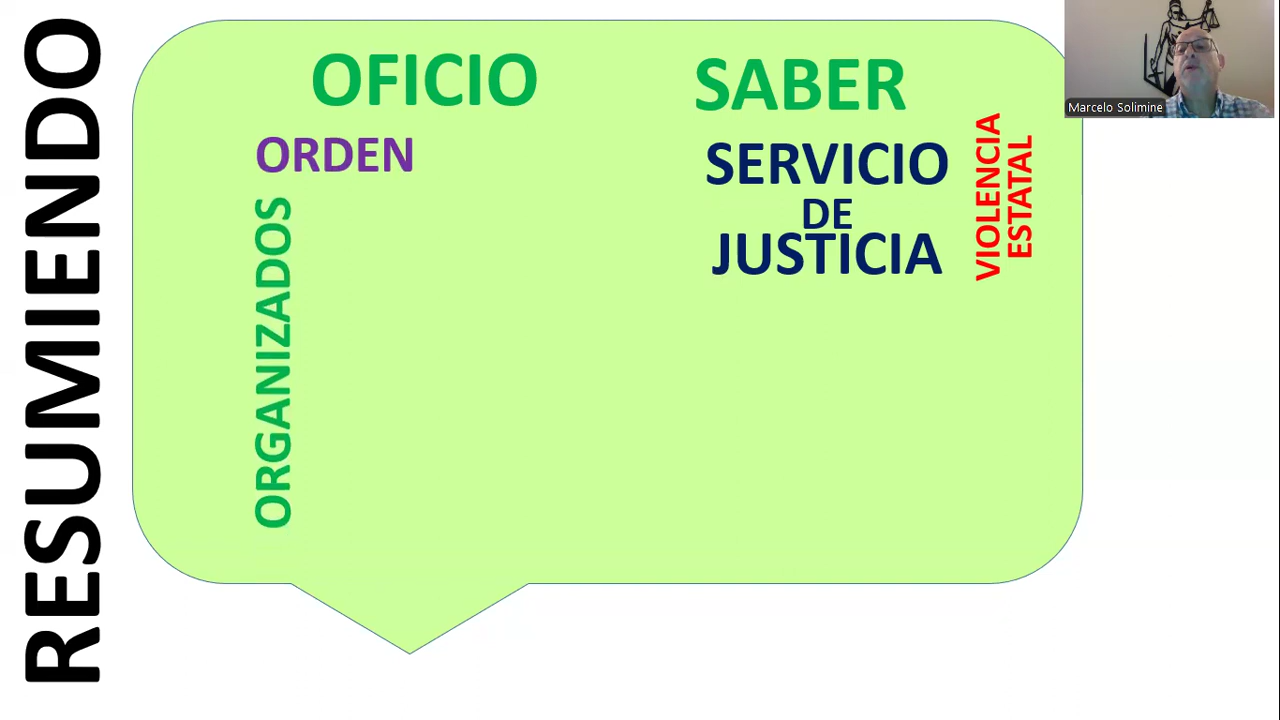 RESUMIENDO
OFICIO
SABER
ORDEN
ORGANIZADOS
SERVICIO
DE
JUSTICIA
VIOLENCIA
ESTATAL
Marcelo Solimine